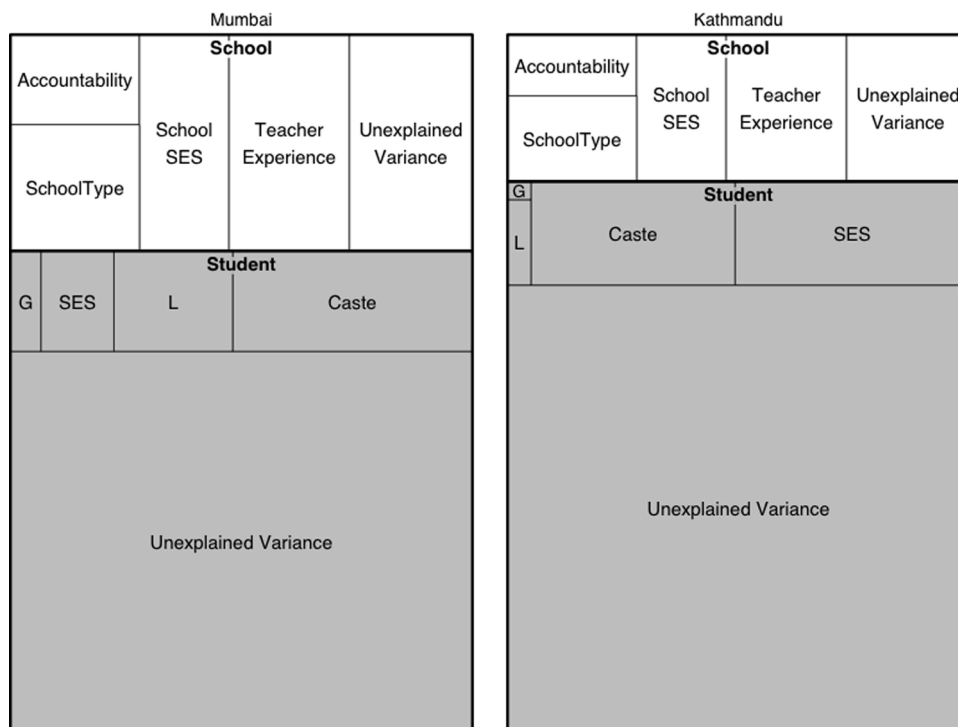 Mumbai
School
Accountability
School
SES
Teacher
Experience
Unexplained
Variance
SchoolType
Student
G
SES
L
Caste
Unexplained Variance
Kathmandu
School
Accountability
School
SES
Teacher
Experience
Unexplained
Variance
SchoolType
Student
G
L
Caste
SES
Unexplained Variance